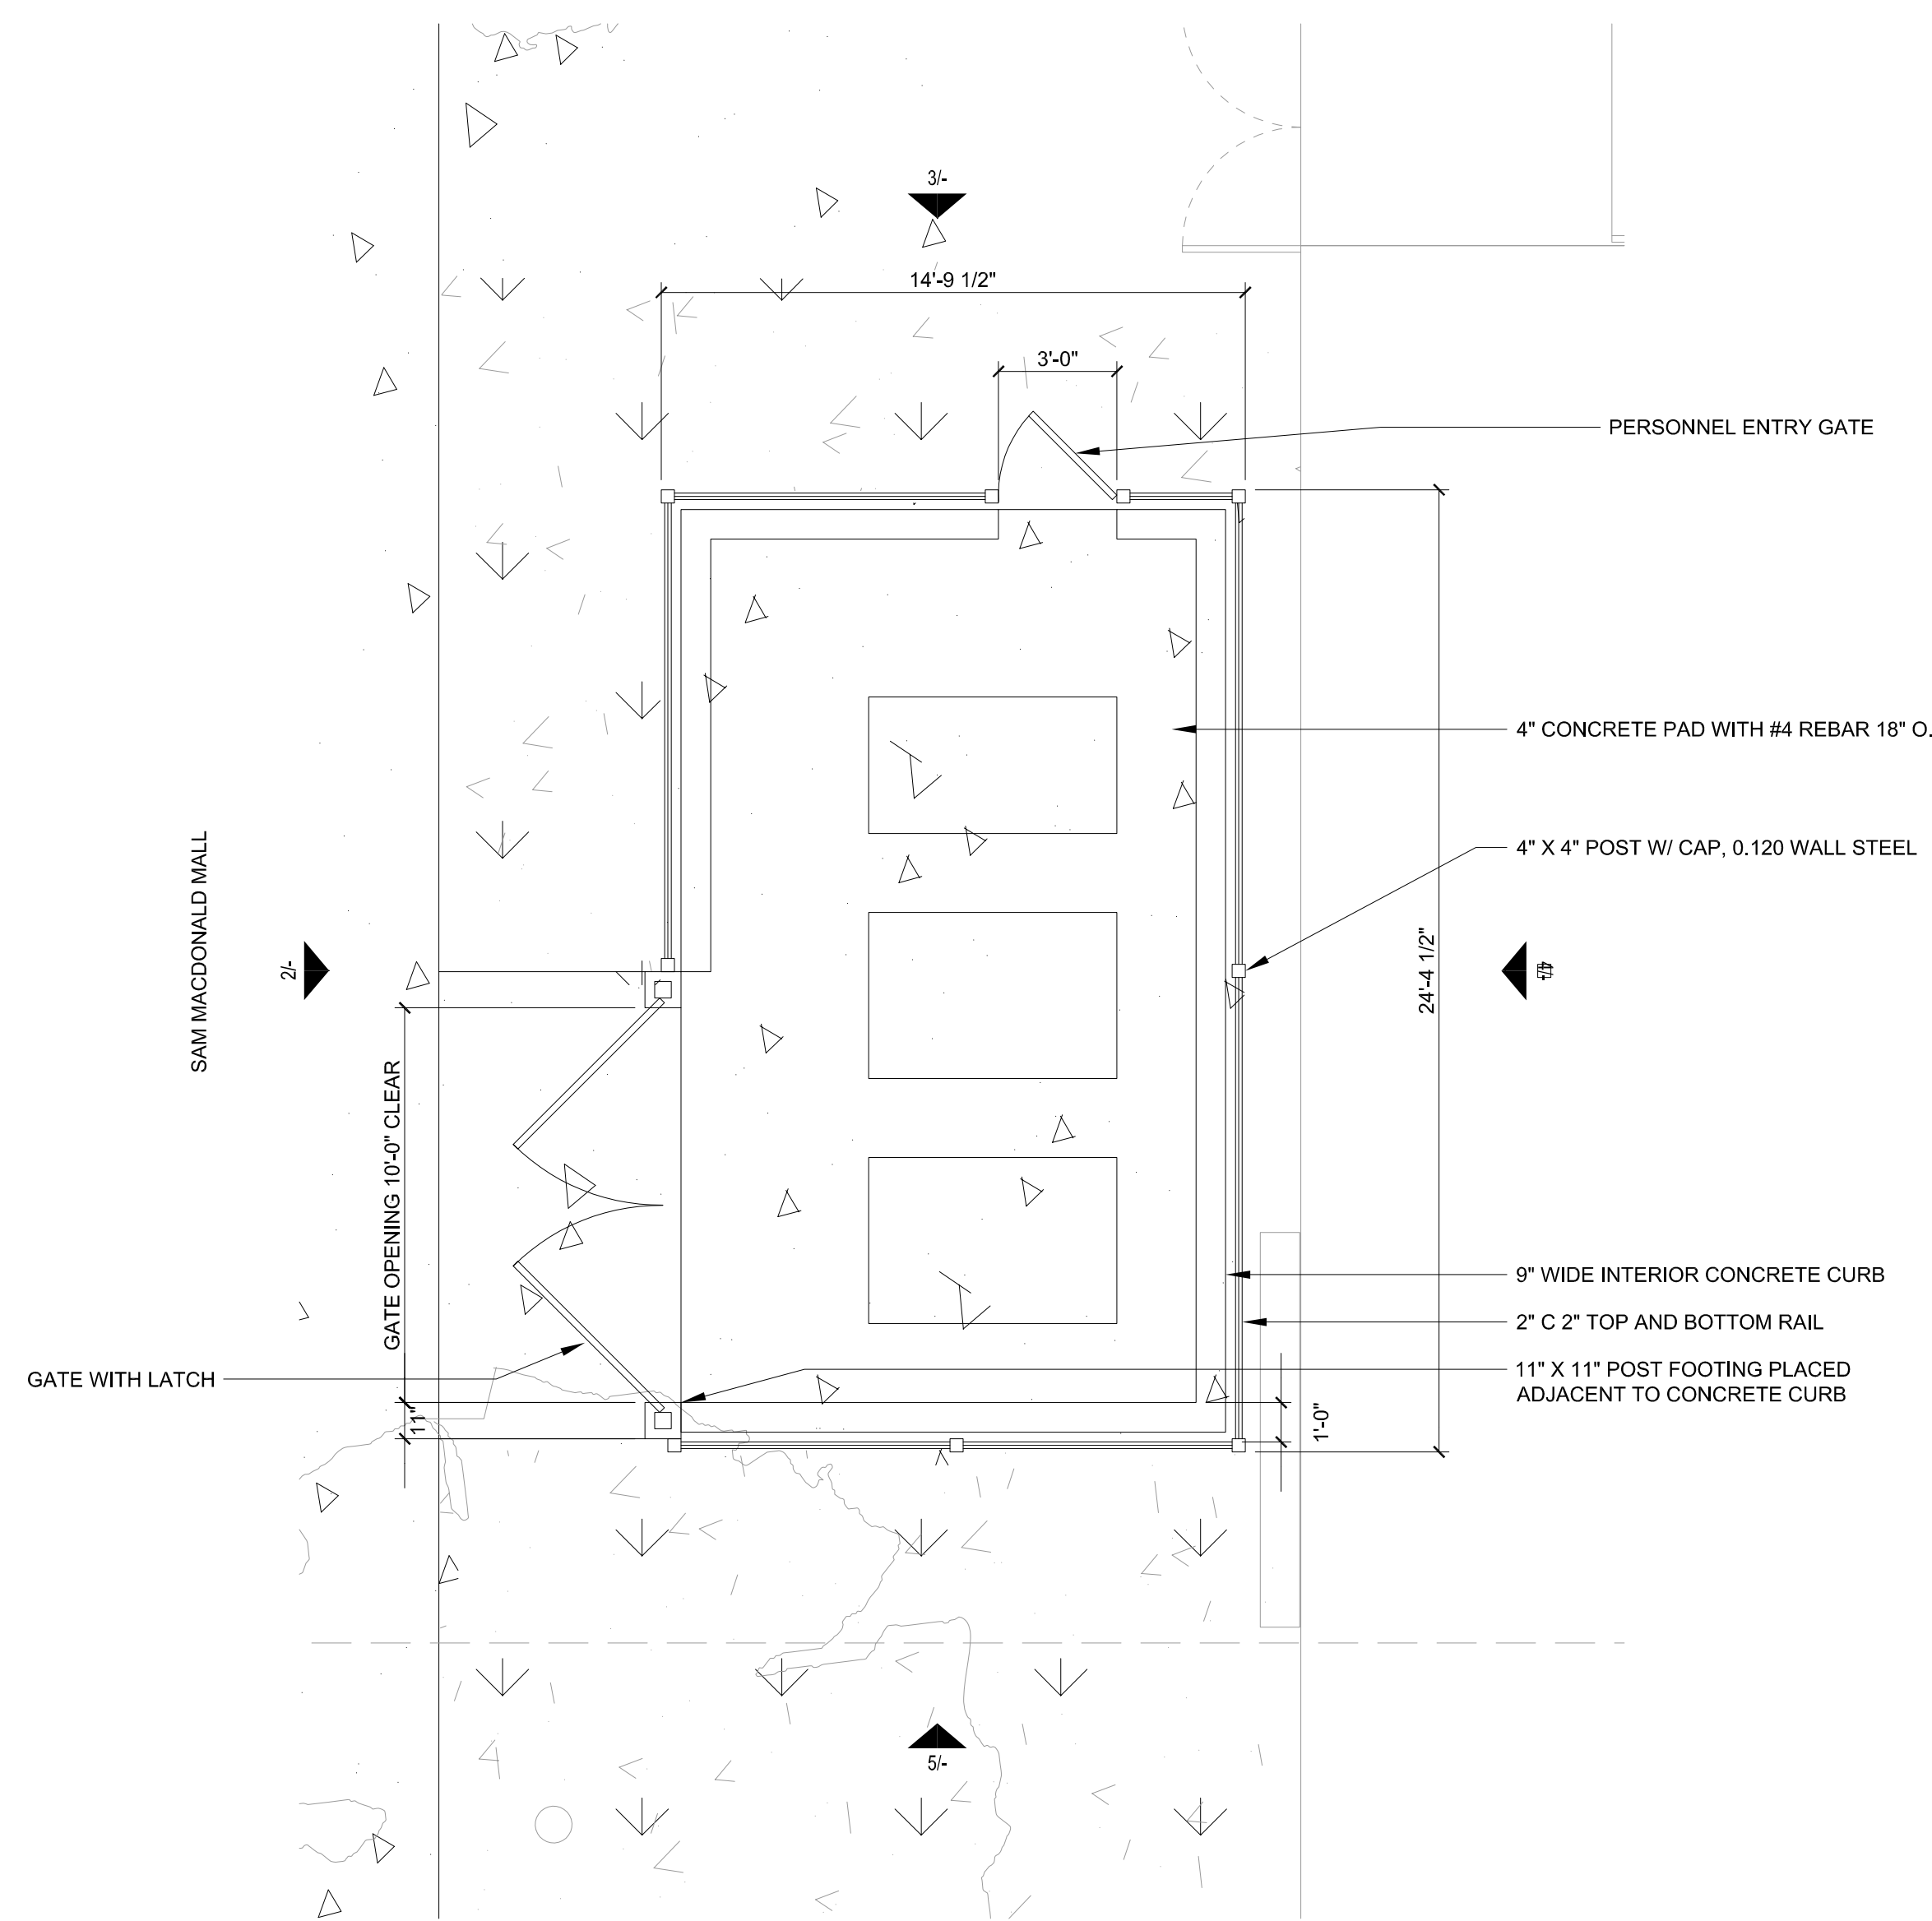 3/-
14'-9 1/2"
3'-0"
PERSONNEL ENTRY GATE
4" CONCRETE PAD WITH #4 REBAR 18" O.
4" X 4" POST W/ CAP, 0.120 WALL STEEL
SAM MACDONALD MALL
2/-
24'-4 1/2"
4/-
GATE OPENING 10'-0" CLEAR
9" WIDE INTERIOR CONCRETE CURB
2" C 2" TOP AND BOTTOM RAIL
GATE WITH LATCH
11" X 11" POST FOOTING PLACED
ADJACENT TO CONCRETE CURB
11"
1'-0"
5/-